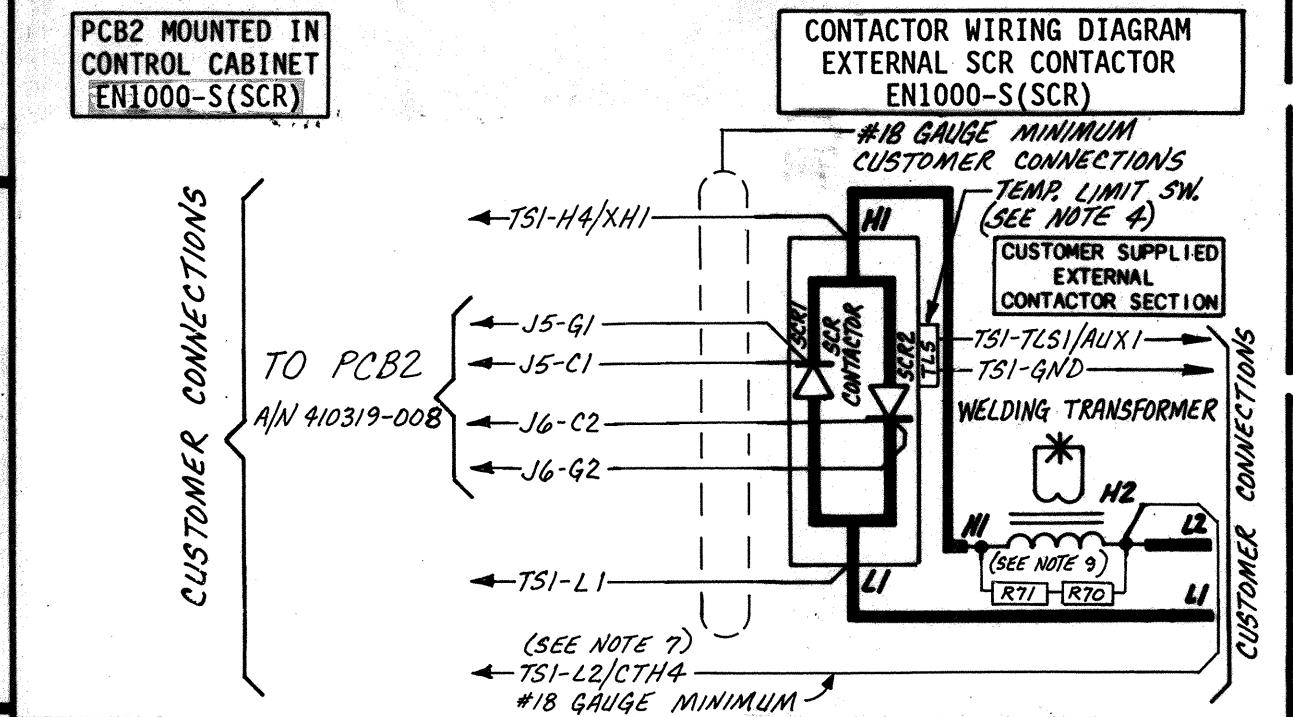 PCB2 MOUNTED IN
CONTROL CABINET
EN1000-S(SCR)
CONTACTOR WIRING DIAGRAM
EXTERNAL SCR CONTACTOR
EN1000-S(SCR)
#18 GAUGE MINIMUM
CUSTOMER CONNECTIONS
TEMP. LIMIT SW.
(SEE NOTE 4)
CUSTOMER SUPPLIED
EXTERNAL
CONTACTOR SECTION
CUSTOMER CONNECTIONS
TS1-H4/XH1
H1
TO PCB2
A/N 410319-008
J5-G1
J5-C1
J6-C2
J6-G2
SCR1
SCR
CONTACTOR
SCR2
TLS
TS1-TLS1/AUX1
TS1-GND
WELDING TRANSFORMER
H2
H1
L2
(SEE NOTE 9)
R71
R70
L1
TS1-L1
L1
CUSTOMER CONNECTIONS
(SEE NOTE 7)
TS1-L2/CTH4
#18 GAUGE MINIMUM